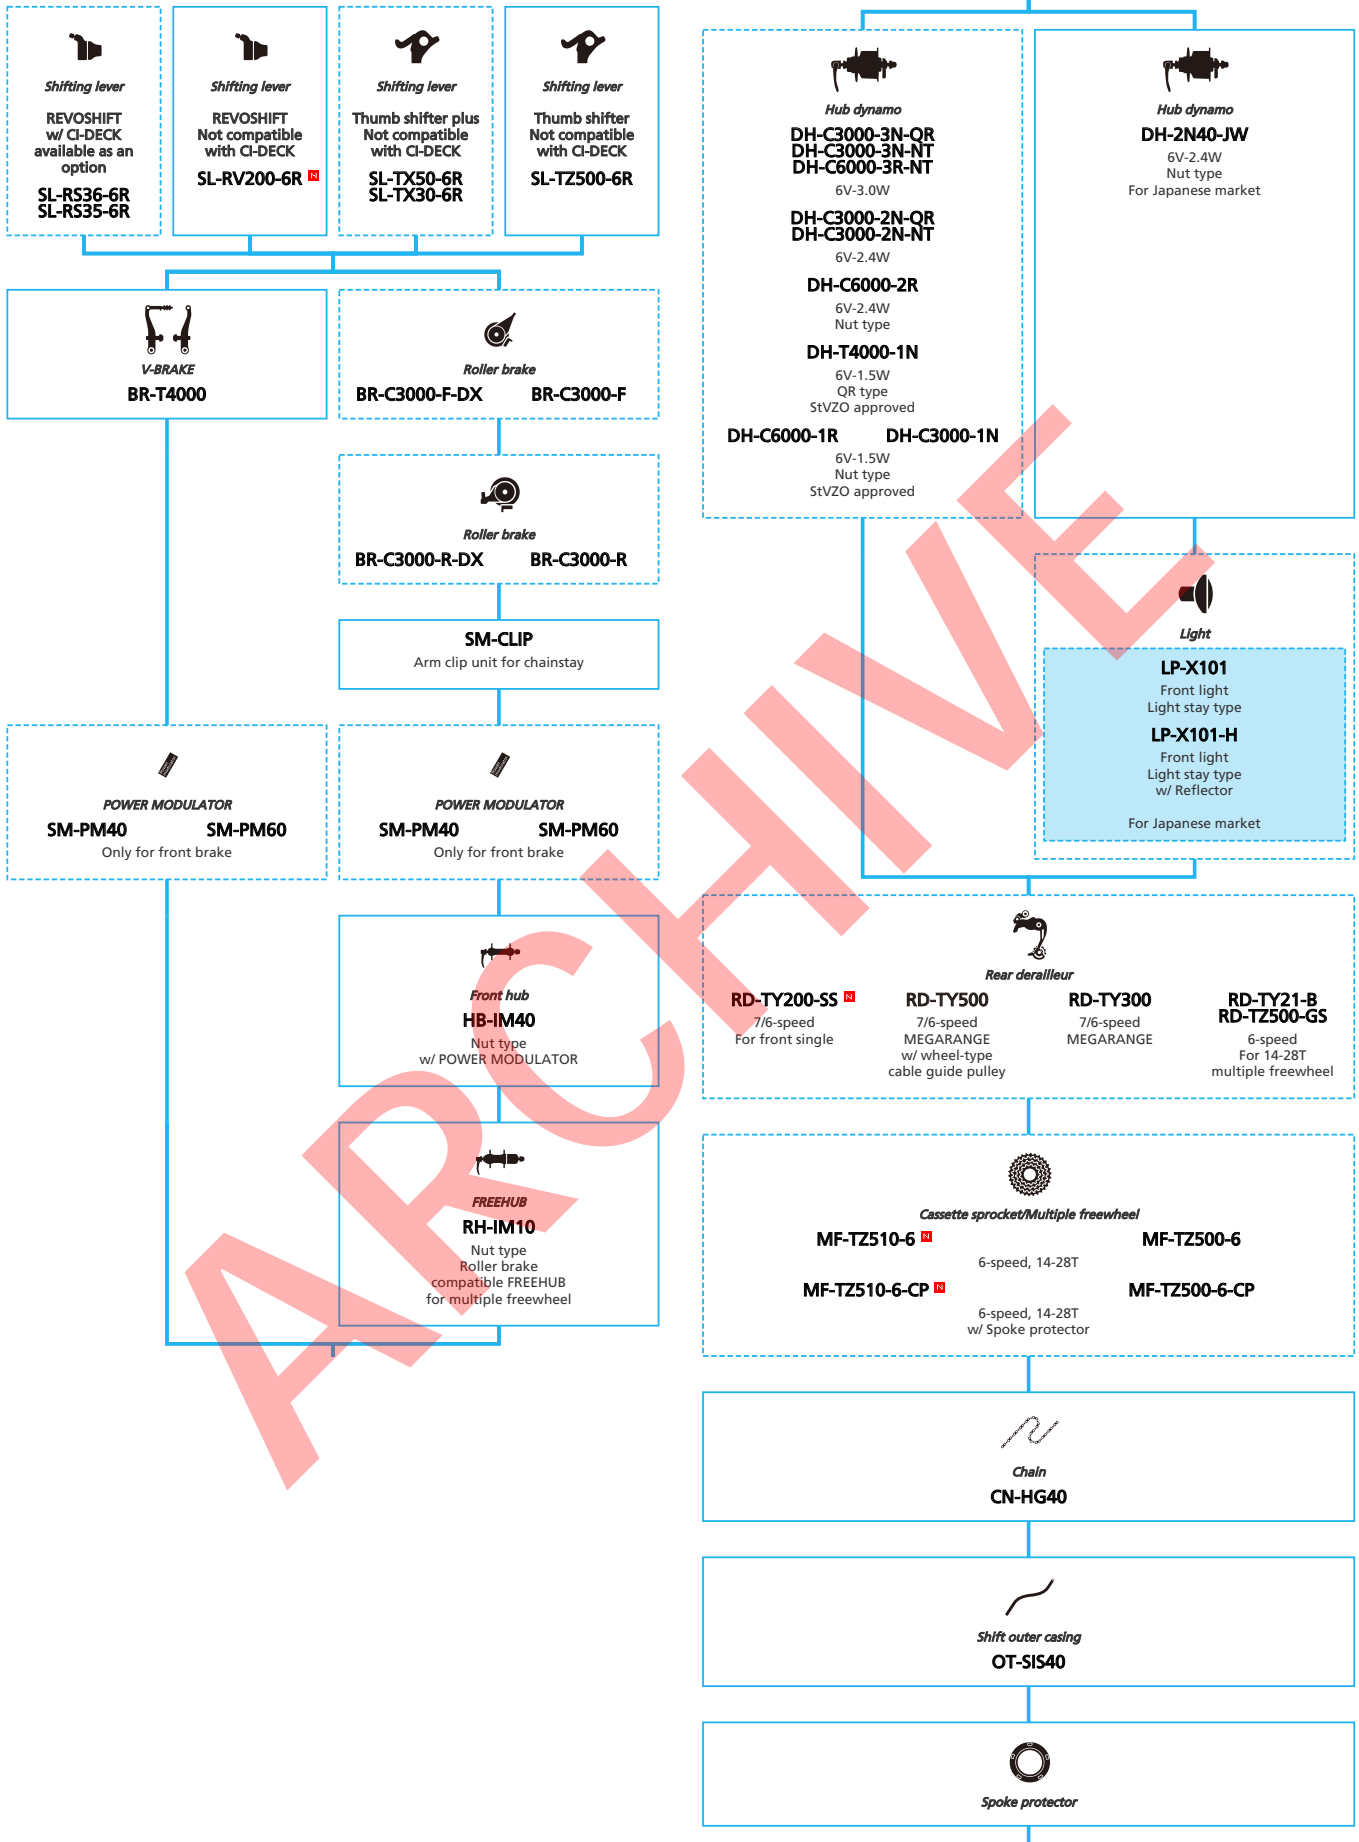 Shifting lever
REVOSHIFT
w/ CI-DECK
available as an
option
SL-RS36-6R
SL-RS35-6R
Shifting lever
REVOSHIFT
Not compatible
with CI-DECK
SL-RV200-6R N
Shifting lever
Thumb shifter plus
Not compatible
with CI-DECK
SL-TX50-6R
SL-TX30-6R
Shifting lever
Thumb shifter
Not compatible
with CI-DECK
SL-TZ500-6R
V-BRAKE
BR-T4000
Roller brake
BR-C3000-F-DX BR-C3000-F
Roller brake
BR-C3000-R-DX BR-C3000-R
SM-CLIP
Arm clip unit for chainstay
POWER MODULATOR
SM-PM40 SM-PM60
Only for front brake
POWER MODULATOR
SM-PM40 SM-PM60
Only for front brake
Front hub
HB-IM40
Nut type
w/ POWER MODULATOR
FREEHUB
RH-IM10
Nut type
Roller brake
compatible FREEHUB
for multiple freewheel
Hub dynamo
DH-C3000-3N-QR
DH-C3000-3N-NT
DH-C6000-3R-NT
6V-3.0W
DH-C3000-2N-QR
DH-C3000-2N-NT
6V-2.4W
DH-C6000-2R
6V-2.4W
Nut type
DH-T4000-1N
6V-1.5W
QR type
StVZO approved
DH-C6000-1R DH-C3000-1N
6V-1.5W
Nut type
StVZO approved
Hub dynamo
DH-2N40-JW
6V-2.4W
Nut type
For Japanese market
Light
LP-X101
Front light
Light stay type
LP-X101-H
Front light
Light stay type
w/ Reflector
For Japanese market
Rear derailleur
RD-TY200-SS N
7/6-speed
For front single
RD-TY500
7/6-speed
MEGARANGE
w/ wheel-type
cable guide pulley
RD-TY300
7/6-speed
MEGARANGE
RD-TY21-B
RD-TZ500-GS
6-speed
For 14-28T
multiple freewheel
Cassette sprocket/Multiple freewheel
MF-TZ510-6 N MF-TZ500-6
6-speed, 14-28T
MF-TZ510-6-CP N MF-TZ500-6-CP
6-speed, 14-28T
w/ Spoke protector
Chain
CN-HG40
Shift outer casing
OT-SIS40
Spoke protector
ARCHIVE